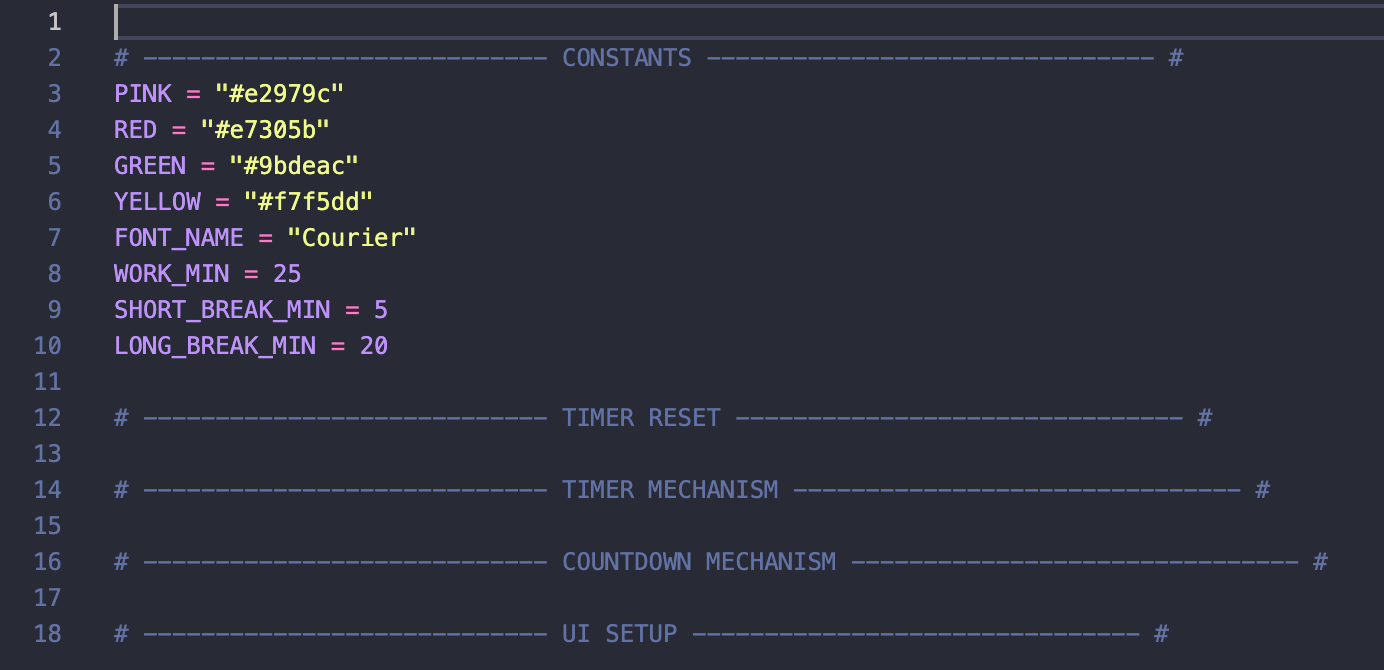 1
2 # --------------------------- CONSTANTS ------------------------------- #
3 PINK = "#e2979c"
4 RED = "#e7305b"
5 GREEN = "#9bdeac"
6 YELLOW = "#f7f5dd"
7 FONT_NAME = "Courier"
8 WORK_MIN = 25
9 SHORT_BREAK_MIN = 5
10 LONG_BREAK_MIN = 20
11
12 # ---------------------------- TIMER RESET ------------------------------- #
13
14 # ---------------------------- TIMER MECHANISM ------------------------------- #
15
16 # ---------------------------- COUNTDOWN MECHANISM ------------------------------- #
17
18 # ---------------------------- UI SETUP ------------------------------- #